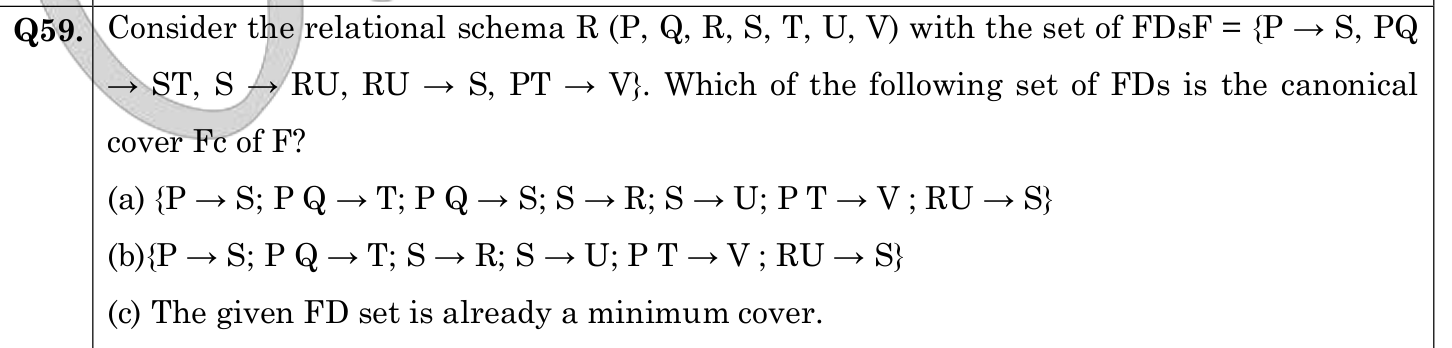 Q59. Consider the relational schema R (P, Q, R, S, T, U, V) with the set of FDsF = {P → S, PQ
→ ST, S → RU, RU → S, PT → V}. Which of the following set of FDs is the canonical
cover Fc of F?
(a) {P → S; P Q → T; P Q → S; S → R; S → U; P T → V ; RU → S}
(b){P → S; P Q → T; S → R; S → U; P T → V ; RU → S}
(c) The given FD set is already a minimum cover.